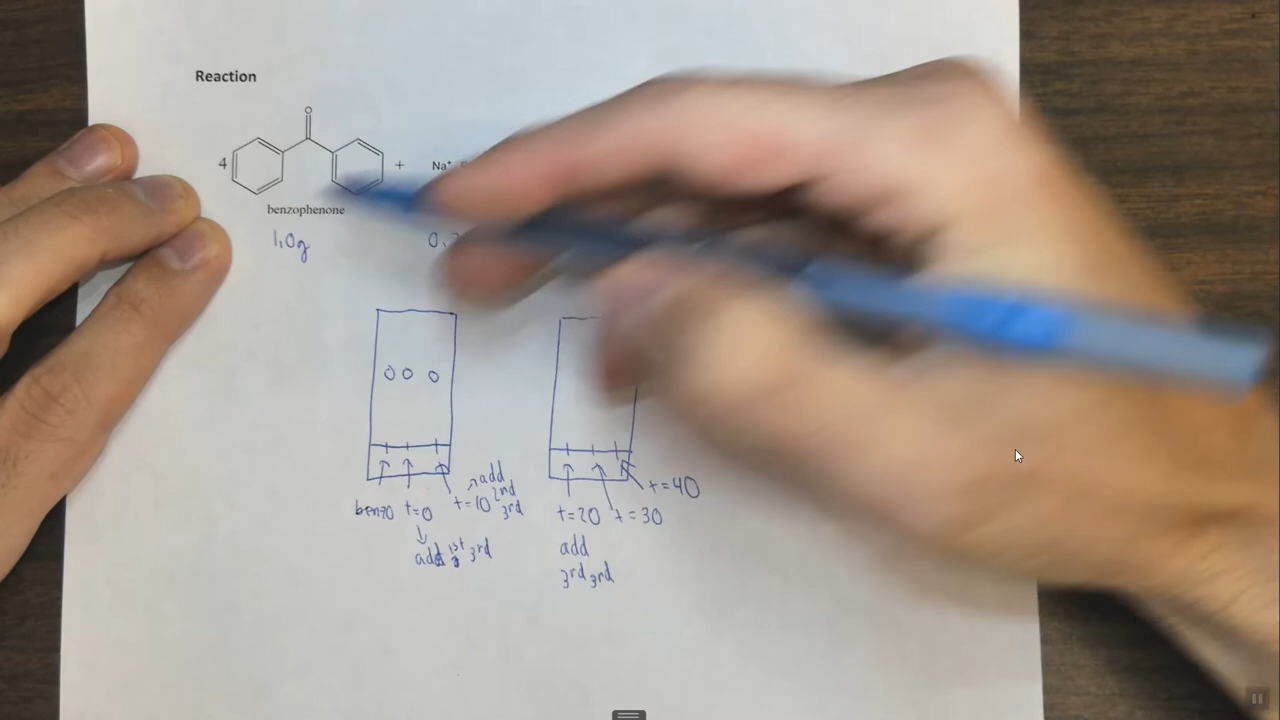 Reaction
O
4 + Na⁺
benzophenone
1.0g 0.
benzo t=0 t=10 add 2nd 3rd
add 1st 3rd
t=20 t=30 t=40
add
3rd 3rd